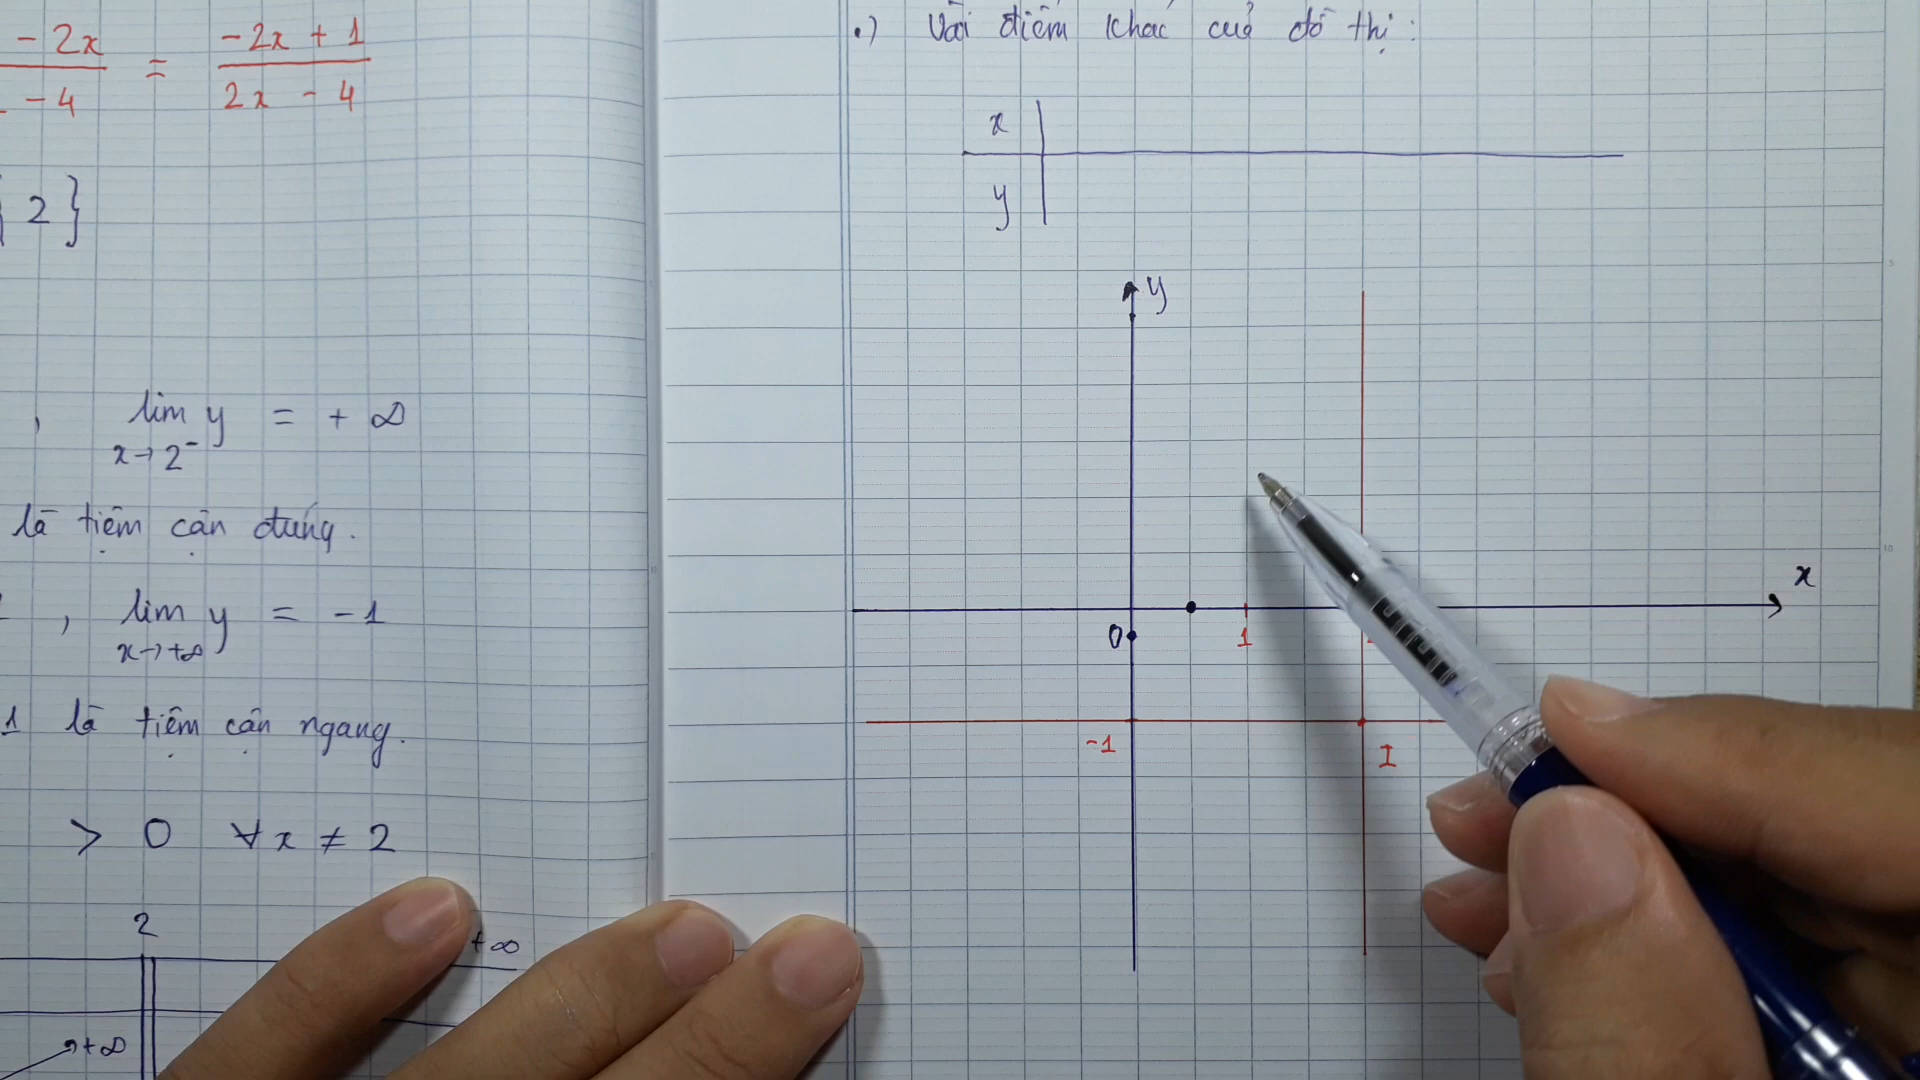 - 2x = -2x + 1
- 4 2x - 4
{ 2 }
, lim y = + ∞
x→2⁻
là tiệm cận đứng.
, lim y = - 1
x→+∞
1 là tiệm cận ngang.
> 0 ∀x ≠ 2
2
+ ∞
+∞
.) Vài điểm khác của đồ thị:
x
y
y
x
0
1
-1
I